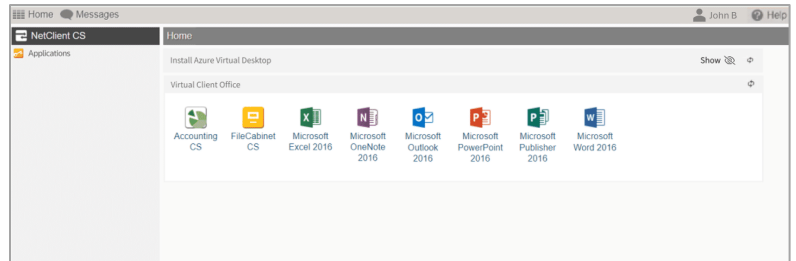 Home Messages John B Help
NetClient CS
Home
Applications
Install Azure Virtual Desktop Show
Virtual Client Office
Accounting CS
FileCabinet CS
Microsoft Excel 2016
Microsoft OneNote 2016
Microsoft Outlook 2016
Microsoft PowerPoint 2016
Microsoft Publisher 2016
Microsoft Word 2016